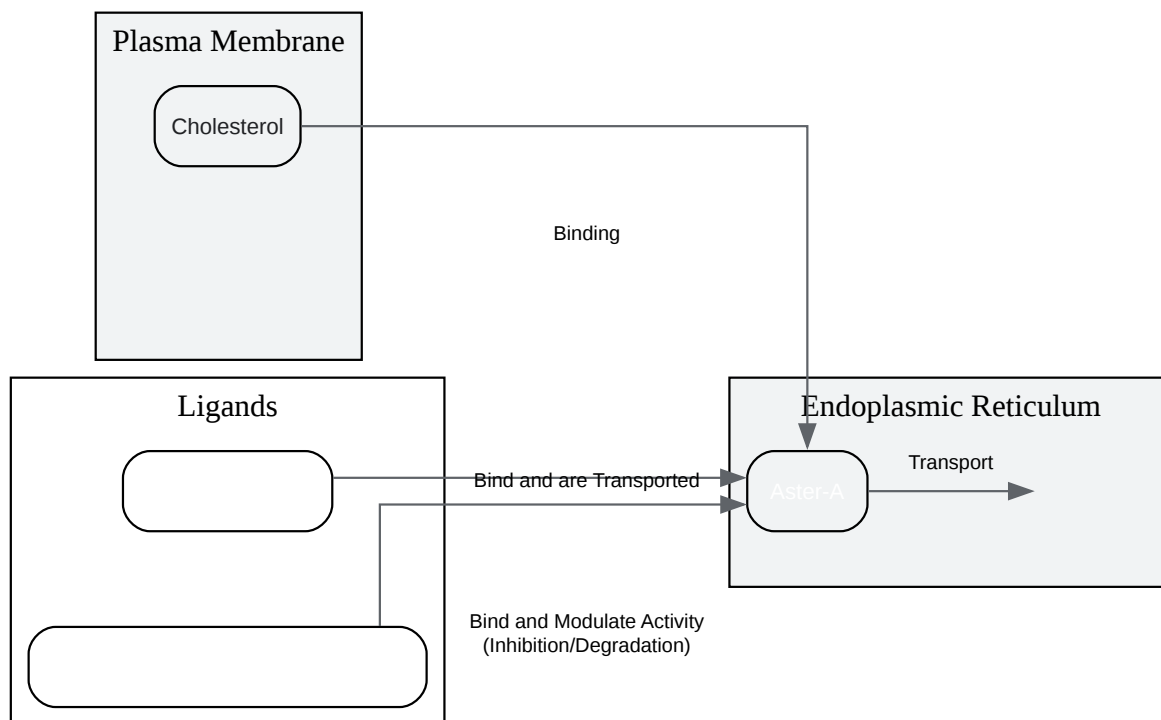 Plasma Membrane
Cholesterol
Binding
Ligands
Endoplasmic Reticulum
Bind and are Transported
Aster-A
Transport
Bind and Modulate Activity
(Inhibition/Degradation)